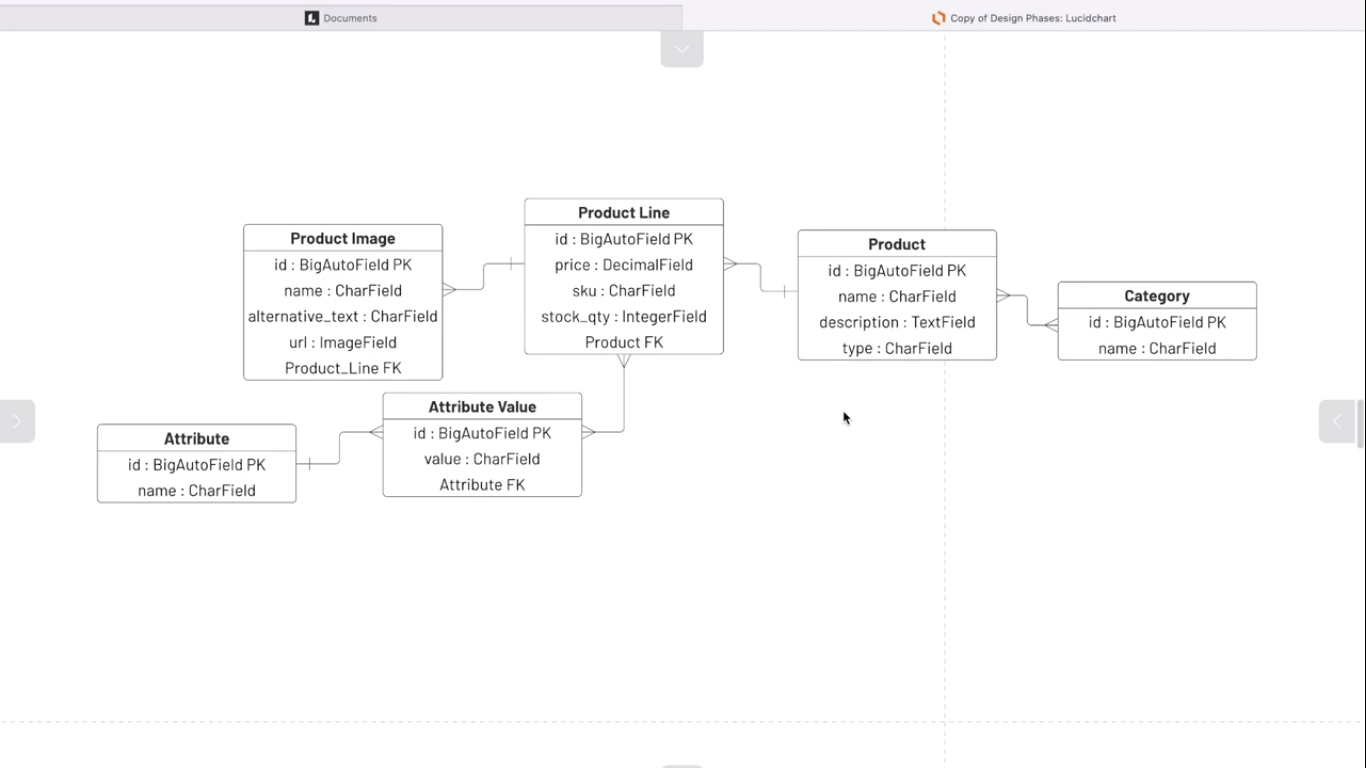 Documents
Copy of Design Phases: Lucidchart
Product Image
id : BigAutoField PK
name : CharField
alternative_text : CharField
url : ImageField
Product_Line FK
Product Line
id : BigAutoField PK
price : DecimalField
sku : CharField
stock_qty : IntegerField
Product FK
Product
id : BigAutoField PK
name : CharField
description : TextField
type : CharField
Category
id : BigAutoField PK
name : CharField
Attribute
id : BigAutoField PK
name : CharField
Attribute Value
id : BigAutoField PK
value : CharField
Attribute FK